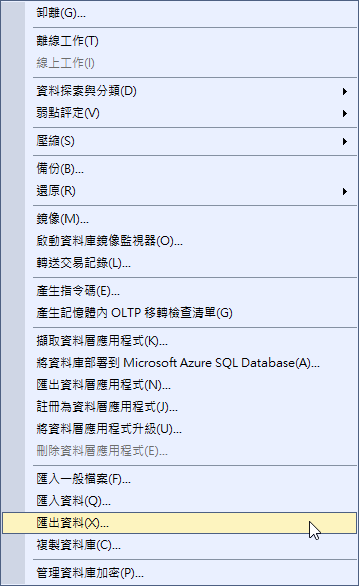 卸離(G)...
離線工作(T)
線上工作(I)
資料探索與分類(D)
弱點評定(V)
壓縮(S)
備份(B)...
還原(R)
鏡像(M)...
啟動資料庫鏡像監視器(O)...
轉送交易記錄(L)...
產生指令碼(E)...
產生記憶體內 OLTP 移轉檢查清單(G)
擷取資料層應用程式(K)...
將資料庫部署到 Microsoft Azure SQL Database(A)...
匯出資料層應用程式(N)...
註冊為資料層應用程式(J)...
將資料層應用程式升級(U)...
刪除資料層應用程式(E)...
匯入一般檔案(F)...
匯入資料(Q)...
匯出資料(X)...
複製資料庫(C)...
管理資料庫加密(P)...